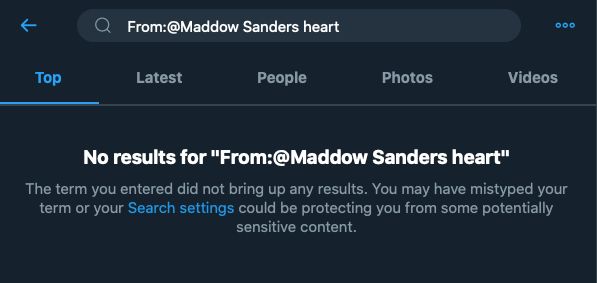 From:@Maddow Sanders heart
Top Latest People Photos Videos
No results for "From:@Maddow Sanders heart"
The term you entered did not bring up any results. You may have mistyped your
term or your Search settings could be protecting you from some potentially
sensitive content.